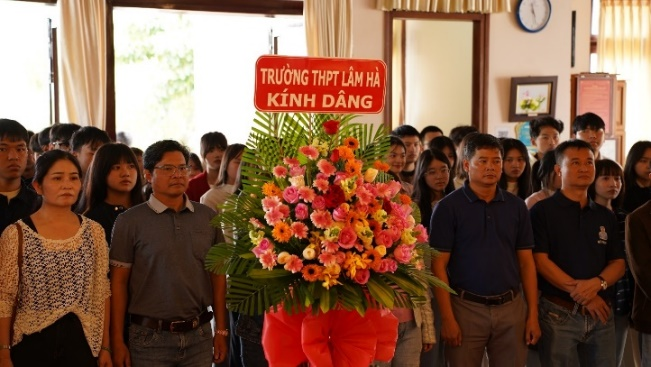 TRƯỜNG THPT LÂM HÀ
KÍNH DÂNG